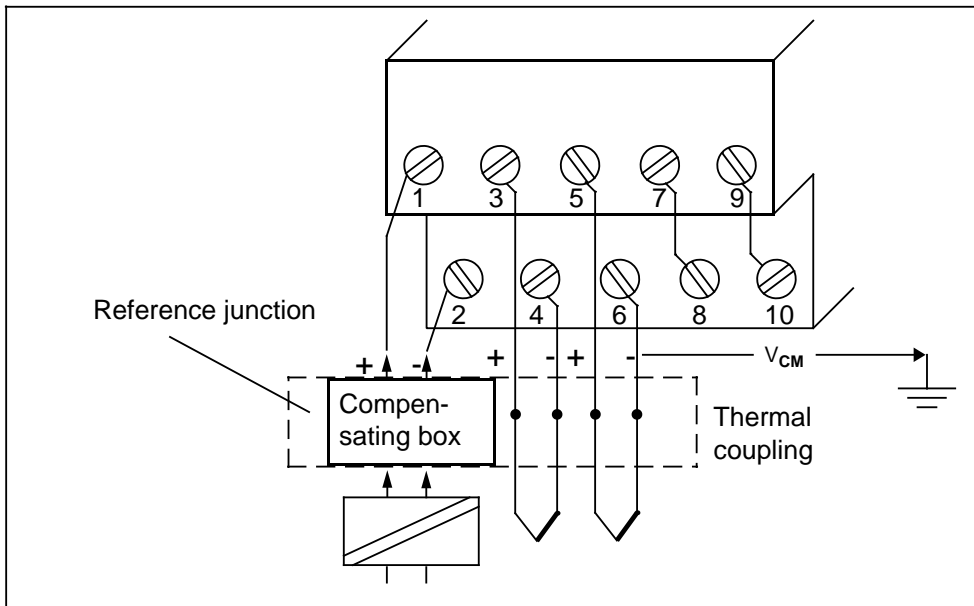 1 3 5 7 9
2 4 6 8 10
Reference junction
+ - + - + -
VCM
Compen-
sating box
Thermal
coupling